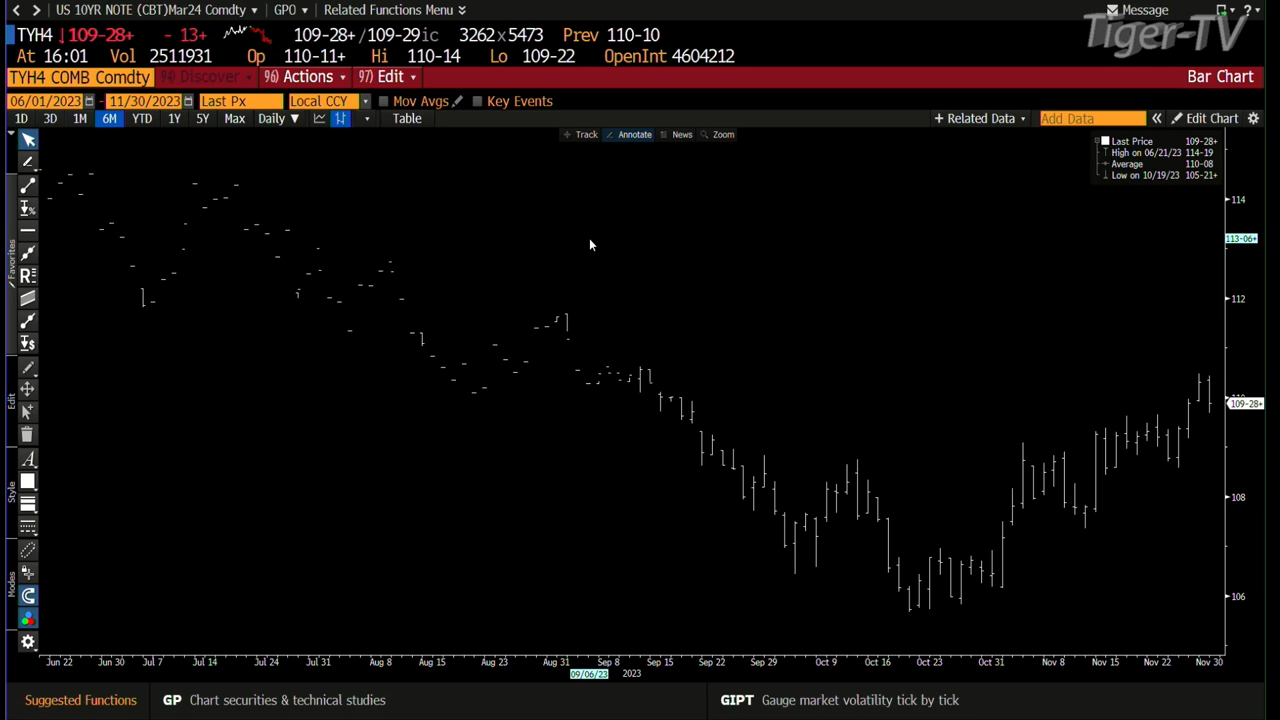 US 10YR NOTE (CBT)Mar24 Comdty GPO Related Functions Menu Message ?
TYH4 109-28+ - 13+ 109-28+/109-29ic 3262x5473 Prev 110-10
At 16:01 Vol 2511931 Op 110-11+ Hi 110-14 Lo 109-22 OpenInt 4604212
Tiger-TV
TYH4 COMB Comdty 94) Discover 96) Actions 97) Edit Bar Chart
06/01/2023 - 11/30/2023 Last Px Local CCY Mov Avgs Key Events
1D 3D 1M 6M YTD 1Y 5Y Max Daily Table + Related Data Add Data Edit Chart
Track Annotate News Zoom
Last Price 109-28+
High on 06/21/23 114-19
Average 110-08
Low on 10/19/23 105-21+
Favorites
Edit
Style
Modes
114
113-06+
112
109-28+
108
106
Jun 22 Jun 30 Jul 7 Jul 14 Jul 24 Jul 31 Aug 8 Aug 15 Aug 23 Aug 31 Sep 8 Sep 15 Sep 22 Sep 29 Oct 9 Oct 16 Oct 23 Oct 31 Nov 8 Nov 15 Nov 22 Nov 30
09/06/23 2023
Suggested Functions GP Chart securities & technical studies GIPT Gauge market volatility tick by tick